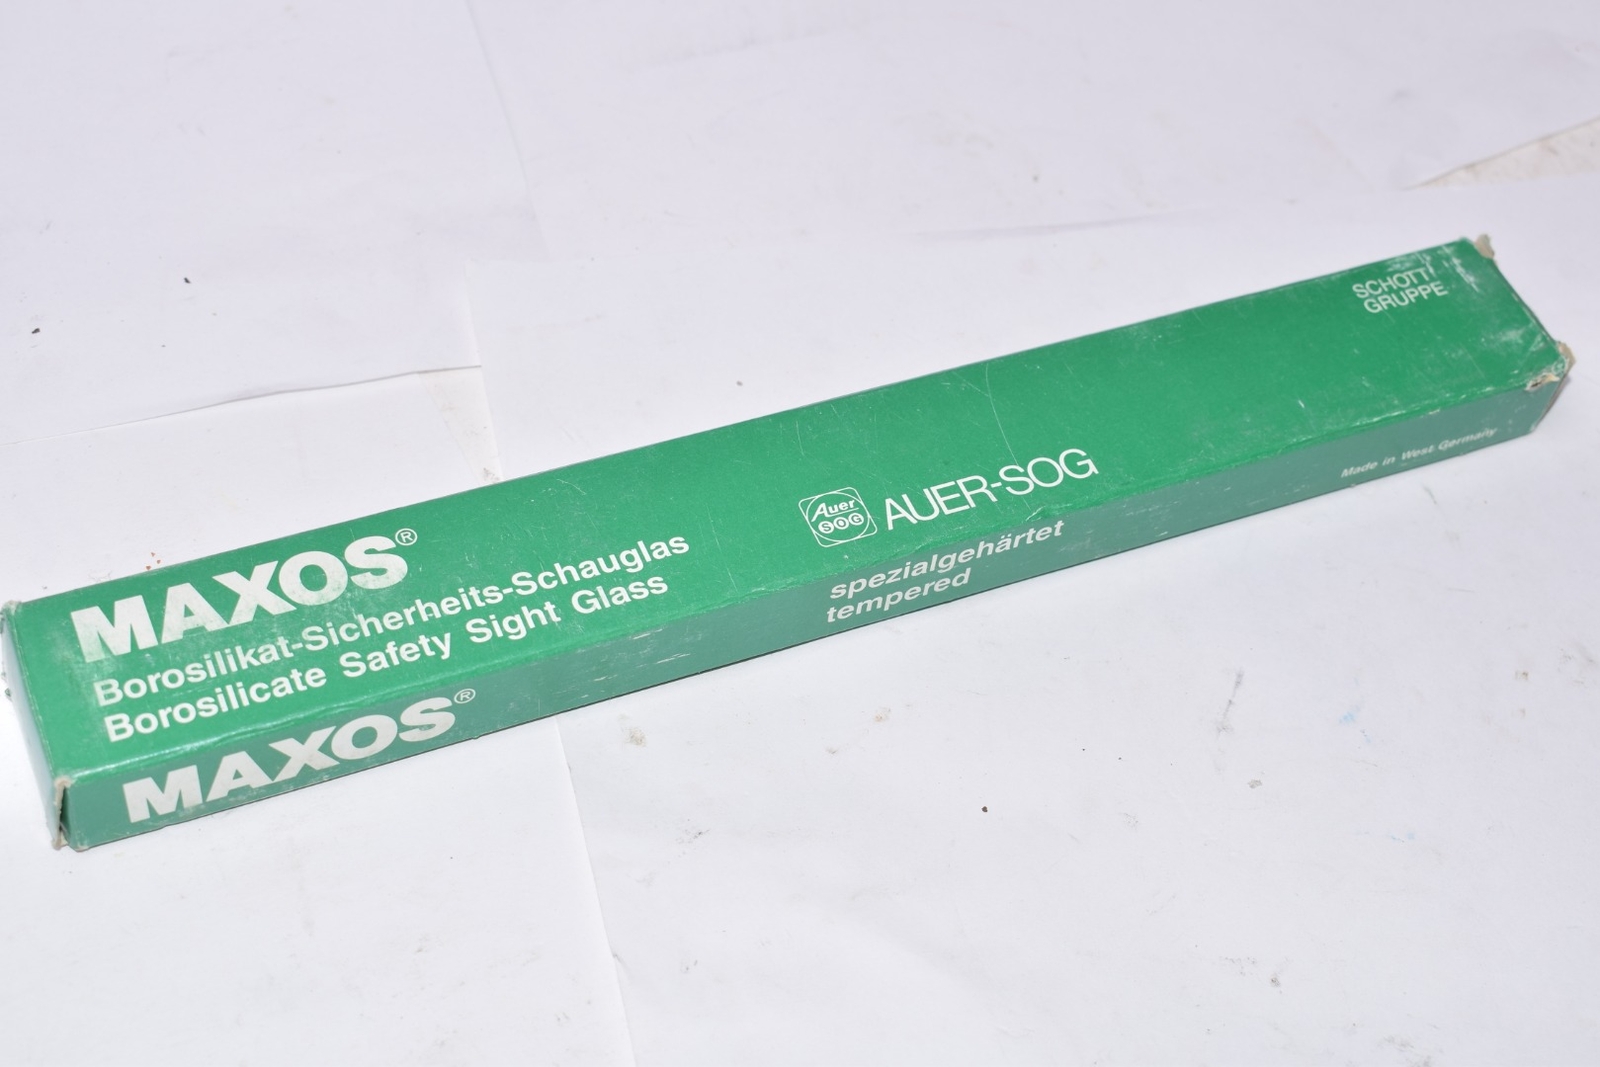 SCHOTT
GRUPPE
MAXOS®
Borosilikat-Sicherheits-Schauglas
Borosilicate Safety Sight Glass
Auer
SOG
AUER-SOG
MAXOS®
spezialgehärtet
tempered
Made in West Germany